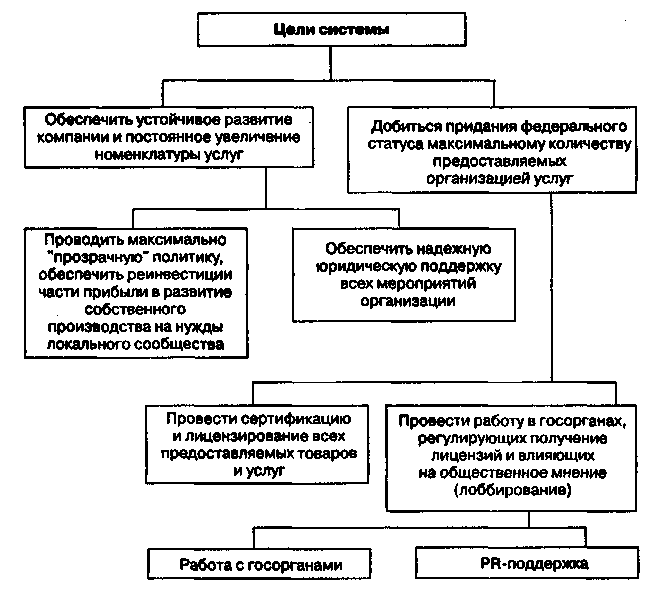 Цели системы
Обеспечить устойчивое развитие
компании и постоянное увеличение
номенклатуры услуг
Добиться придания федерального
статуса максимальному количеству
предоставляемых
организацией услуг
Проводить максимально
"прозрачную" политику,
обеспечить реинвестиции
части прибыли в развитие
собственного
производства на нужды
локального сообщества
Обеспечить надежную
юридическую поддержку
всех мероприятий
организации
Провести сертификацию
и лицензирование всех
предоставляемых товаров
и услуг
Провести работу в госорганах,
регулирующих получение
лицензий и влияющих
на общественное мнение
(лоббирование)
Работа с госорганами
PR-поддержка